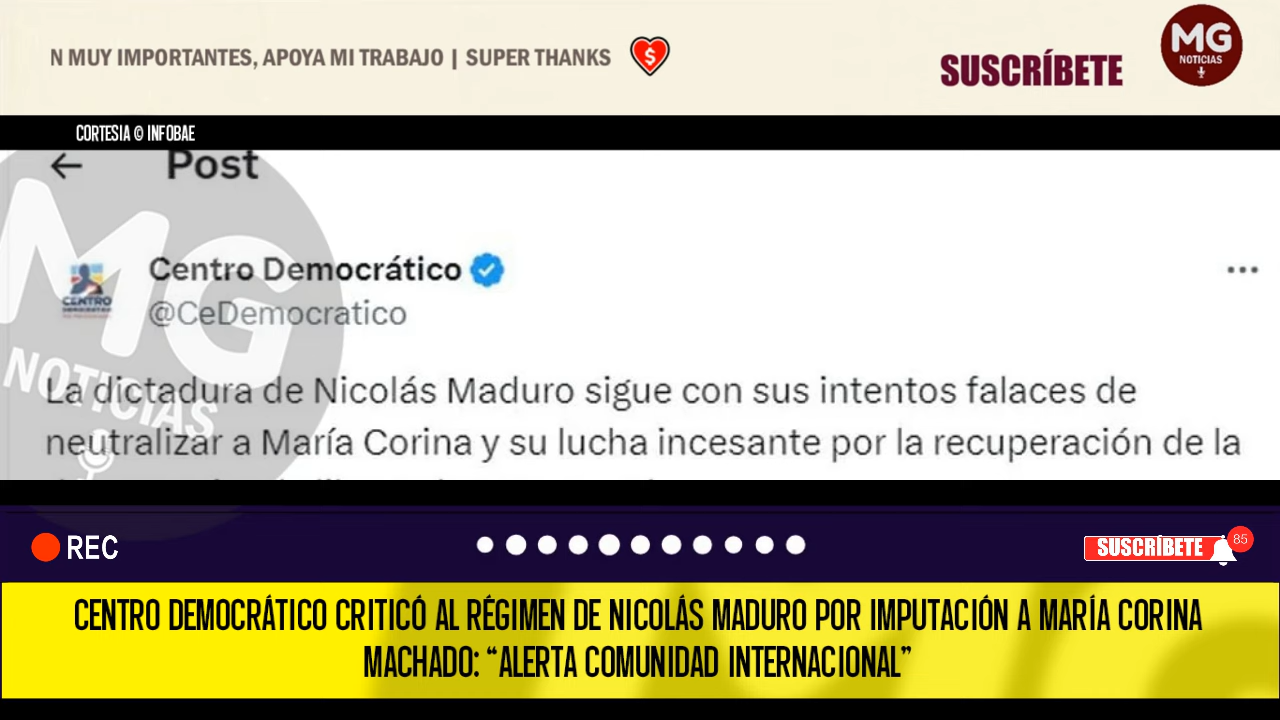 N MUY IMPORTANTES, APOYA MI TRABAJO | SUPER THANKS
$
SUSCRÍBETE
MG
NOTICIAS
CORTESIA © INFOBAE
Post
MG
NOTICIAS
Centro Democrático
@CeDemocratico
CENTRO
La dictadura de Nicolás Maduro sigue con sus intentos falaces de
neutralizar a María Corina y su lucha incesante por la recuperación de la
REC
SUSCRÍBETE
85
CENTRO DEMOCRÁTICO CRITICÓ AL RÉGIMEN DE NICOLÁS MADURO POR IMPUTACIÓN A MARÍA CORINA
MACHADO: “ALERTA COMUNIDAD INTERNACIONAL”